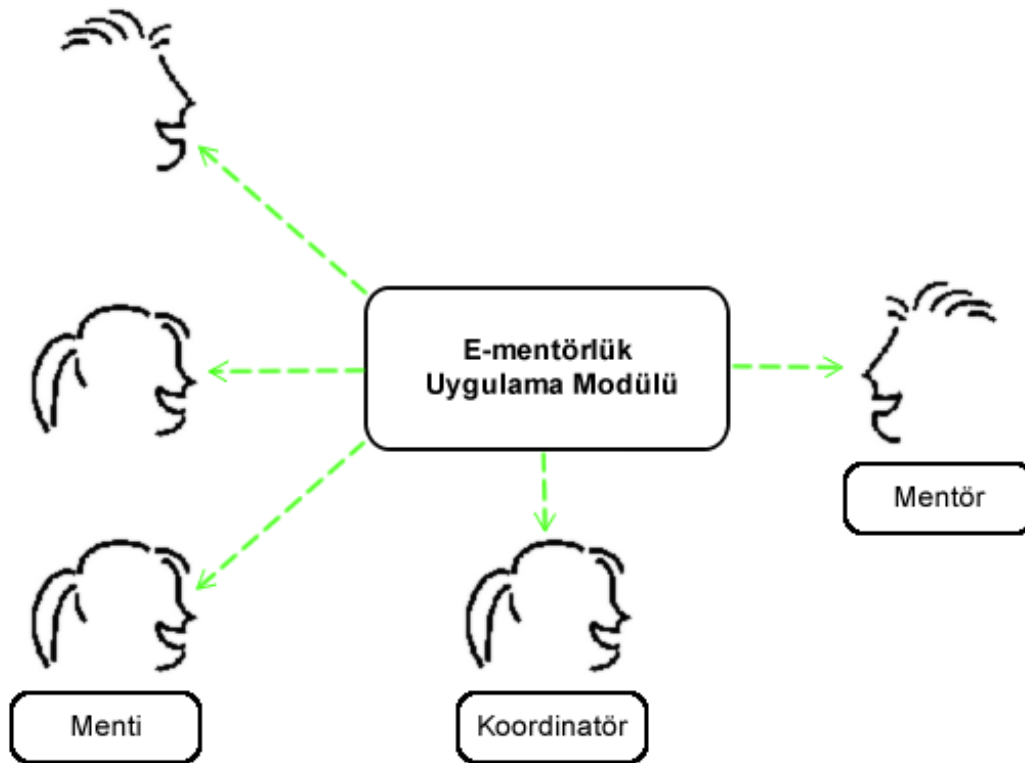 E-mentörlük
Uygulama Modülü
Mentör
Menti
Koordinatör